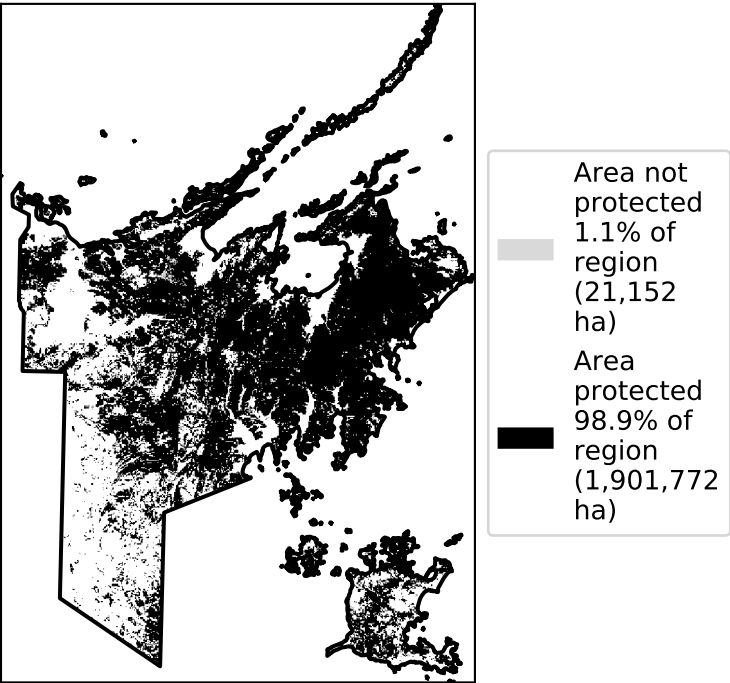 Area not
protected
1.1% of
region
(21,152
ha)
Area
protected
98.9% of
region
(1,901,772
ha)